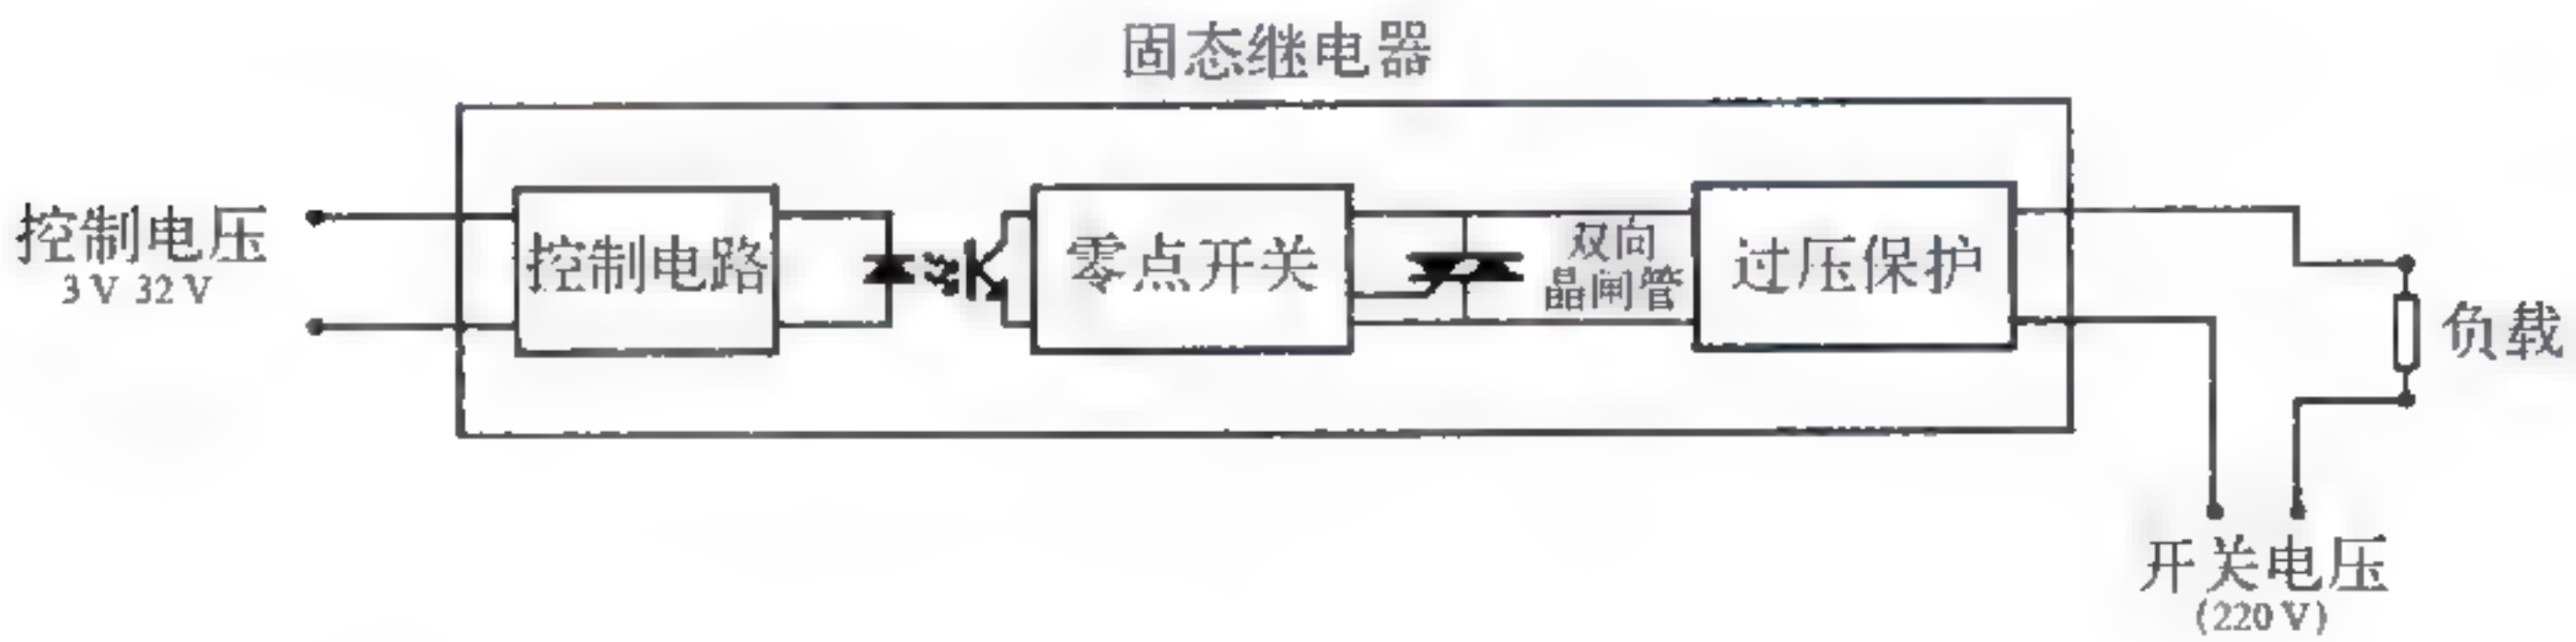 固态继电器
控制电压
3 V 32 V
控制电路
零点开关
双向
晶闸管
过压保护
负载
开关电压
(220 V)